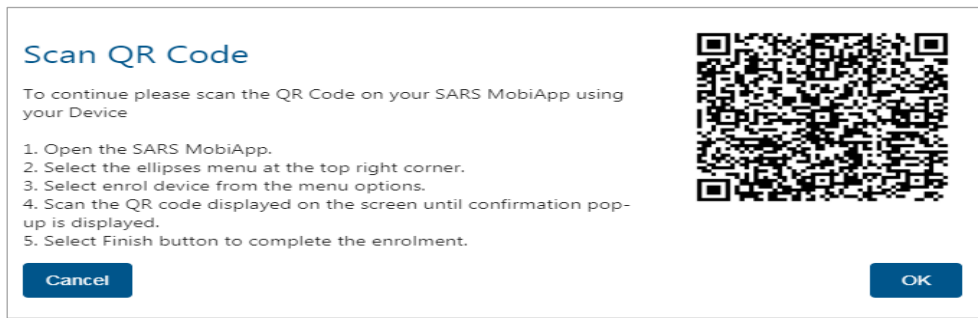 Scan QR Code
To continue please scan the QR Code on your SARS MobiApp using
your Device
1. Open the SARS MobiApp.
2. Select the ellipses menu at the top right corner.
3. Select enrol device from the menu options.
4. Scan the QR code displayed on the screen until confirmation pop-
up is displayed.
5. Select Finish button to complete the enrolment.
Cancel
OK